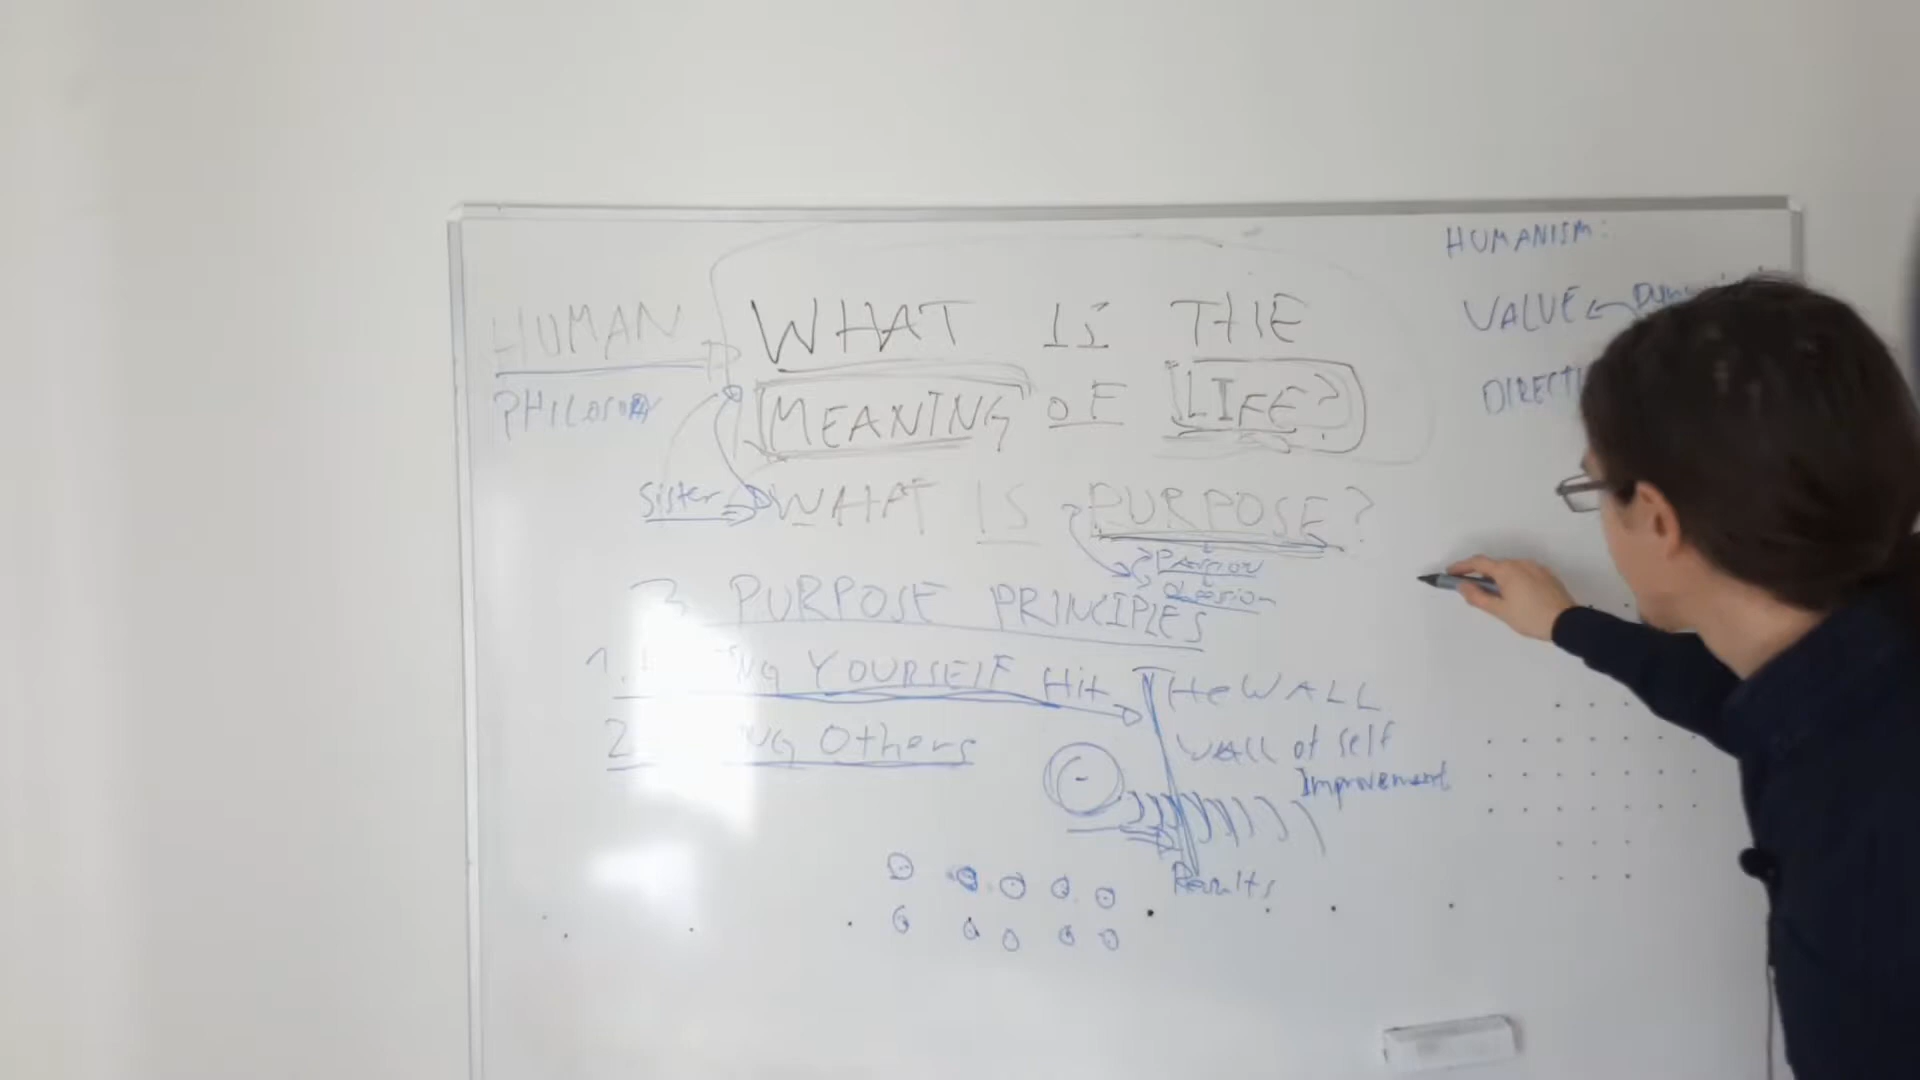 HUMANISM:
HUMAN WHAT IS THE
VALUE
PHILOSOPHY MEANING OF LIFE?
Sister WHAT IS PURPOSE?
Passion
Obsession
3 PURPOSE PRINCIPLES
1. YOURSELF Hit THE WALL
2 Others
WALL of self
Improvement
Results